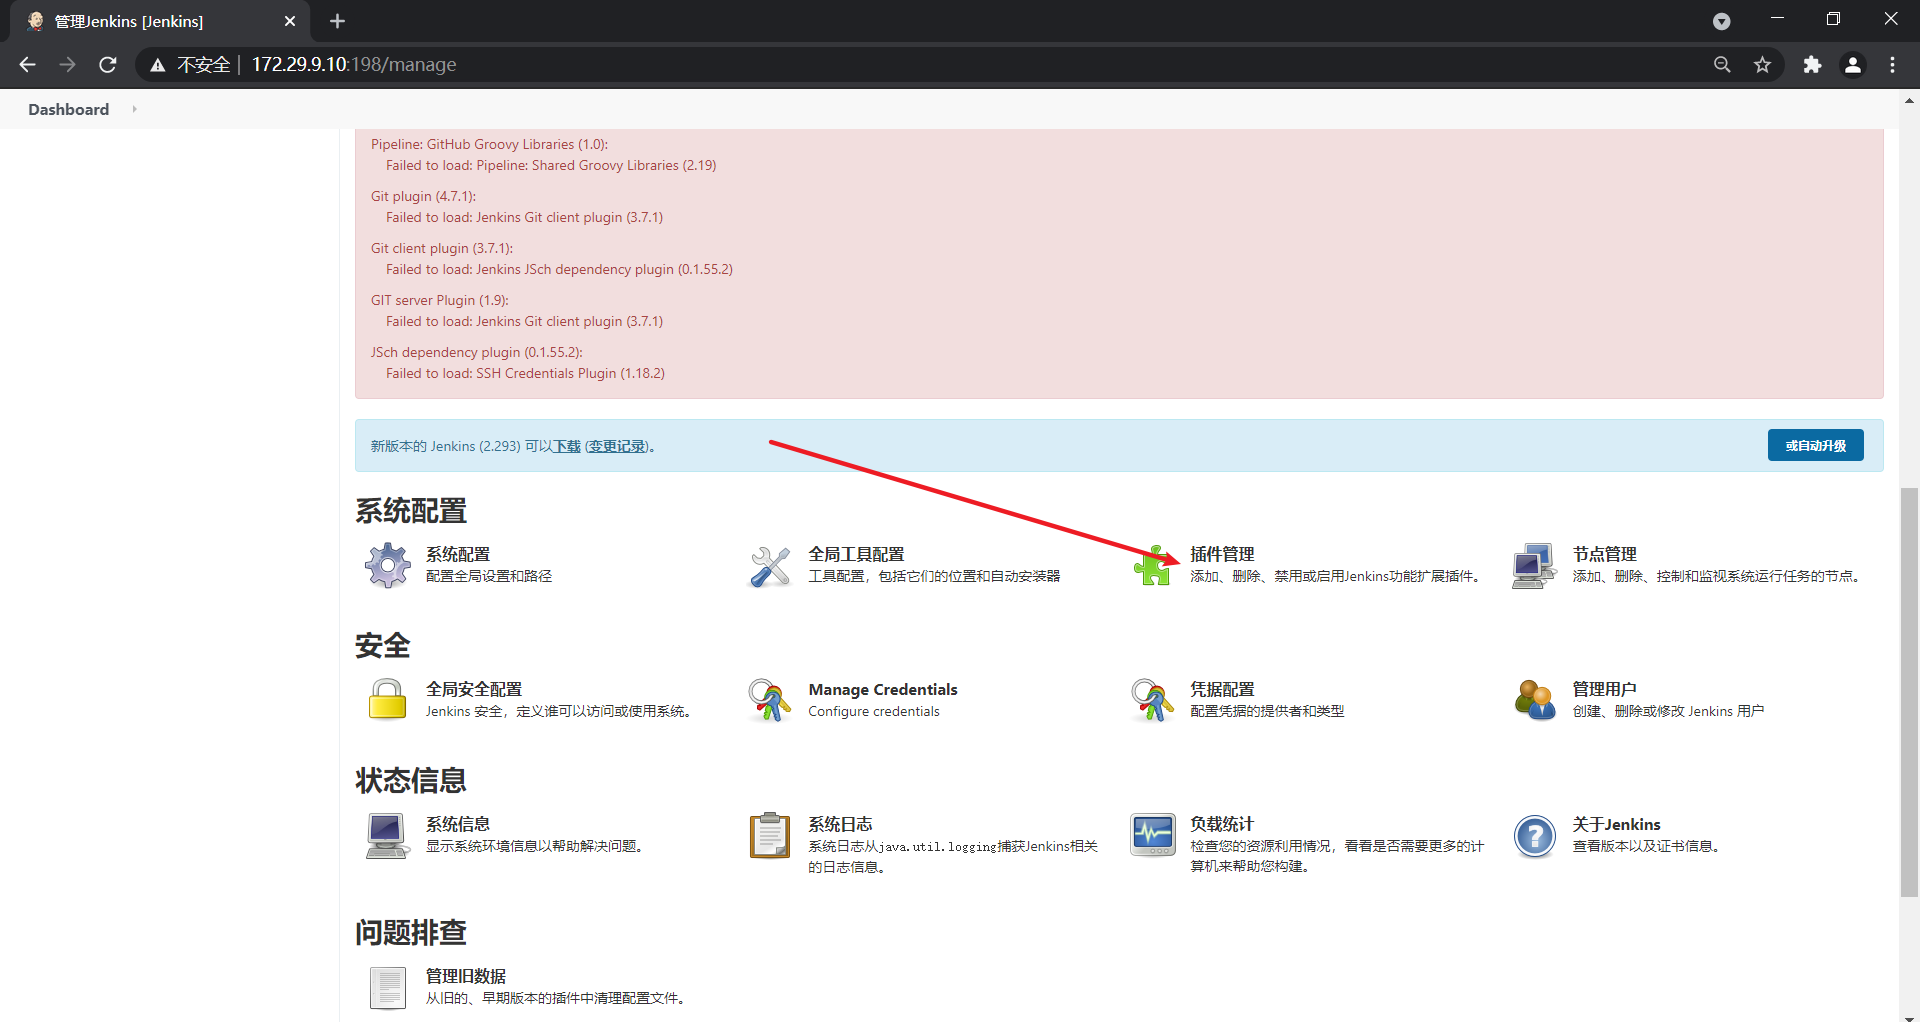 管理Jenkins [Jenkins]
不安全 | 172.29.9.10:198/manage
Dashboard
Pipeline: GitHub Groovy Libraries (1.0):
Failed to load: Pipeline: Shared Groovy Libraries (2.19)
Git plugin (4.7.1):
Failed to load: Jenkins Git client plugin (3.7.1)
Git client plugin (3.7.1):
Failed to load: Jenkins JSch dependency plugin (0.1.55.2)
GIT server Plugin (1.9):
Failed to load: Jenkins Git client plugin (3.7.1)
JSch dependency plugin (0.1.55.2):
Failed to load: SSH Credentials Plugin (1.18.2)
新版本的 Jenkins (2.293) 可以下载 (变更记录)。
或自动升级
系统配置
系统配置
配置全局设置和路径
全局工具配置
工具配置，包括它们的位置和自动安装器
插件管理
添加、删除、禁用或启用Jenkins功能扩展插件。
节点管理
添加、删除、控制和监视系统运行任务的节点。
安全
全局安全配置
Jenkins 安全，定义谁可以访问或使用系统。
Manage Credentials
Configure credentials
凭据配置
配置凭据的提供者和类型
管理用户
创建、删除或修改 Jenkins 用户
状态信息
系统信息
显示系统环境信息以帮助解决问题。
系统日志
系统日志从java.util.logging捕获Jenkins相关
的日志信息。
负载统计
检查您的资源利用情况，看看是否需要更多的计
算机来帮助您构建。
关于Jenkins
查看版本以及证书信息。
问题排查
管理旧数据
从旧的、早期版本的插件中清理配置文件。